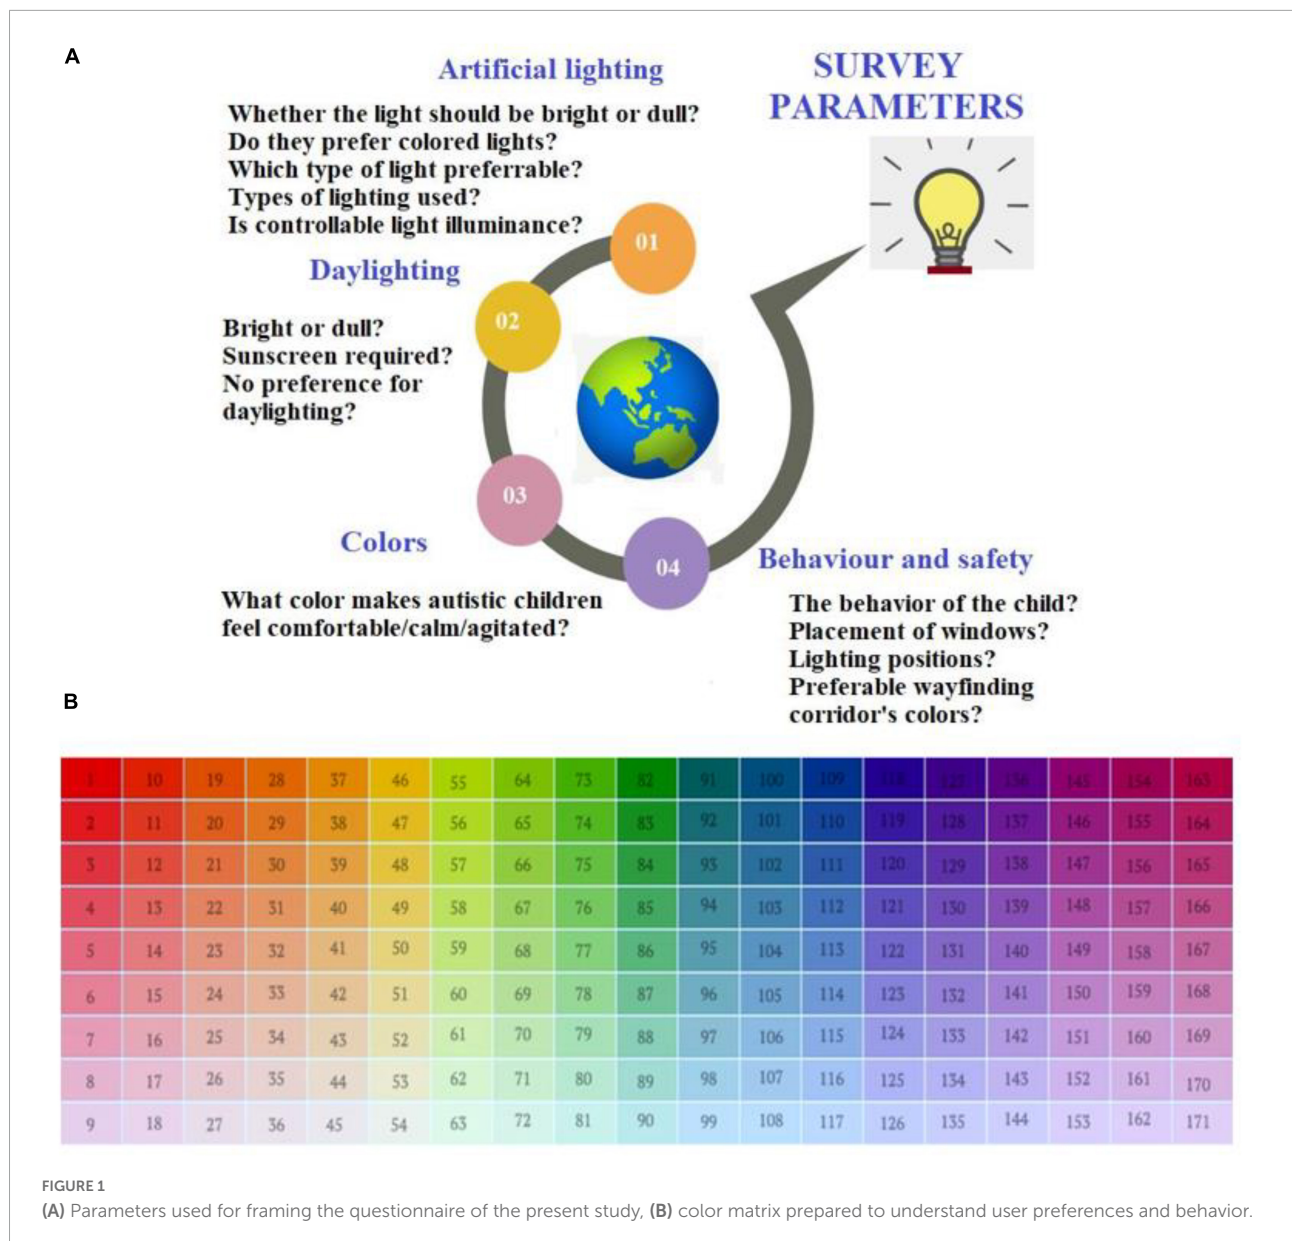 A
Artificial lighting
Whether the light should be bright or dull?
Do they prefer colored lights?
Which type of light preferrable?
Types of lighting used?
Is controllable light illuminance?
SURVEY
PARAMETERS
01
Daylighting
02
Bright or dull?
Sunscreen required?
No preference for
daylighting?
03
Colors
What color makes autistic children
feel comfortable/calm/agitated?
04
Behaviour and safety
The behavior of the child?
Placement of windows?
Lighting positions?
Preferable wayfinding
corridor's colors?
B
1 10 19 28 37 46 55 64 73 82 91 100 109 118 127 136 145 154 163
2 11 20 29 38 47 56 65 74 83 92 101 110 119 128 137 146 155 164
3 12 21 30 39 48 57 66 75 84 93 102 111 120 129 138 147 156 165
4 13 22 31 40 49 58 67 76 85 94 103 112 121 130 139 148 157 166
5 14 23 32 41 50 59 68 77 86 95 104 113 122 131 140 149 158 167
6 15 24 33 42 51 60 69 78 87 96 105 114 123 132 141 150 159 168
7 16 25 34 43 52 61 70 79 88 97 106 115 124 133 142 151 160 169
8 17 26 35 44 53 62 71 80 89 98 107 116 125 134 143 152 161 170
9 18 27 36 45 54 63 72 81 90 99 108 117 126 135 144 153 162 171
FIGURE 1
(A) Parameters used for framing the questionnaire of the present study, (B) color matrix prepared to understand user preferences and behavior.